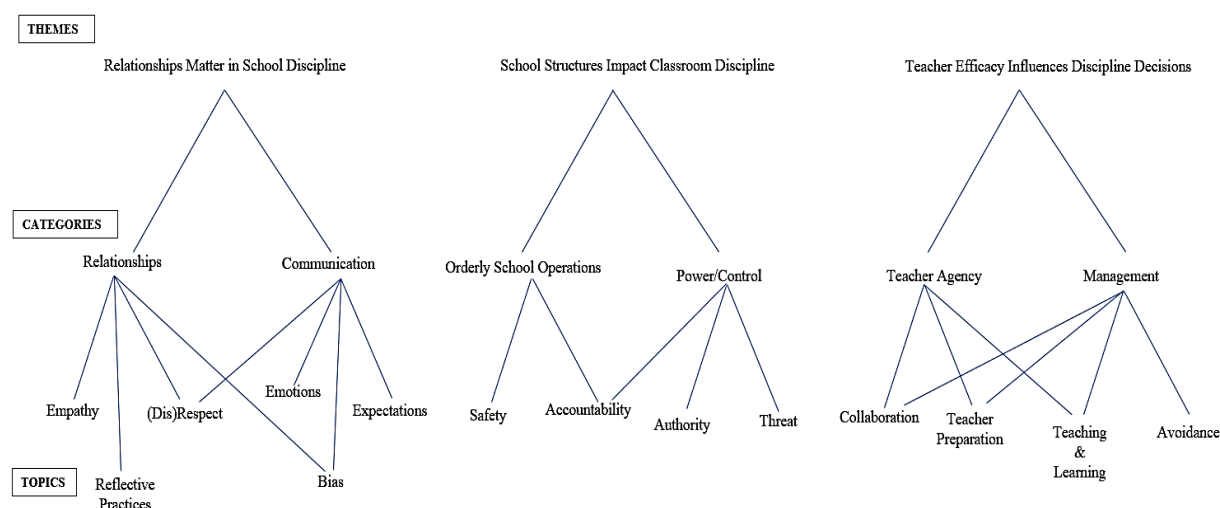 THEMES
Relationships Matter in School Discipline
School Structures Impact Classroom Discipline
Teacher Efficacy Influences Discipline Decisions
CATEGORIES
Relationships
Communication
Orderly School Operations
Power/Control
Teacher Agency
Management
Empathy
(Dis)Respect
Emotions
Expectations
Safety
Accountability
Authority
Threat
Collaboration
Teacher
Preparation
Teaching
&
Learning
Avoidance
TOPICS
Reflective
Practices
Bias